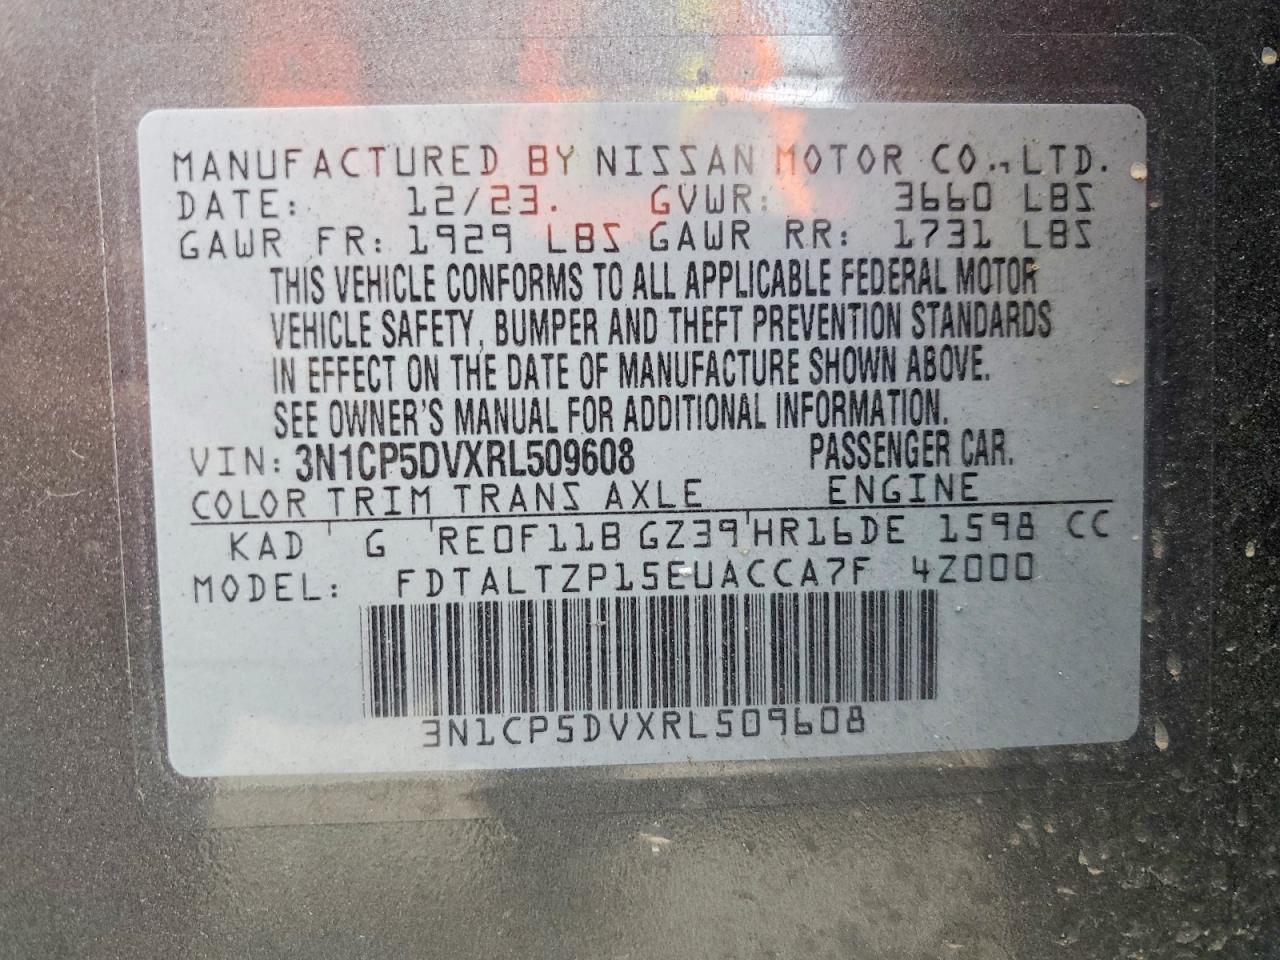 MANUFACTURED BY NISSAN MOTOR CO., LTD.
DATE: 12/23. GVWR: 3660 LBS
GAWR FR: 1929 LBS GAWR RR: 1731 LBS
THIS VEHICLE CONFORMS TO ALL APPLICABLE FEDERAL MOTOR
VEHICLE SAFETY, BUMPER AND THEFT PREVENTION STANDARDS
IN EFFECT ON THE DATE OF MANUFACTURE SHOWN ABOVE.
SEE OWNER'S MANUAL FOR ADDITIONAL INFORMATION.
VIN: 3N1CP5DVXRL509608 PASSENGER CAR.
COLOR TRIM TRANS AXLE ENGINE
KAD G RE0F11B GZ39 HR16DE 1598 CC
MODEL: FDTALTZP15EUACCA7F 4Z000
3N1CP5DVXRL509608